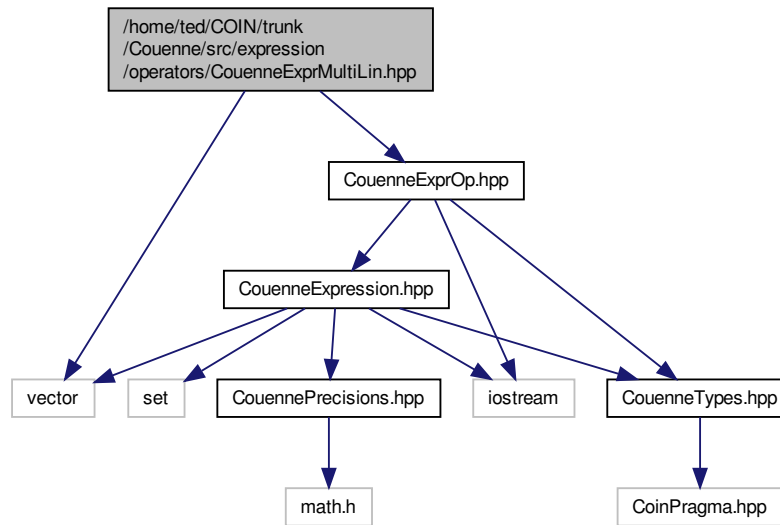 /home/ted/COIN/trunk
/Couenne/src/expression
/operators/CouenneExprMultiLin.hpp
CouenneExprOp.hpp
CouenneExpression.hpp
vector
set
CouennePrecisions.hpp
iostream
CouenneTypes.hpp
math.h
CoinPragma.hpp